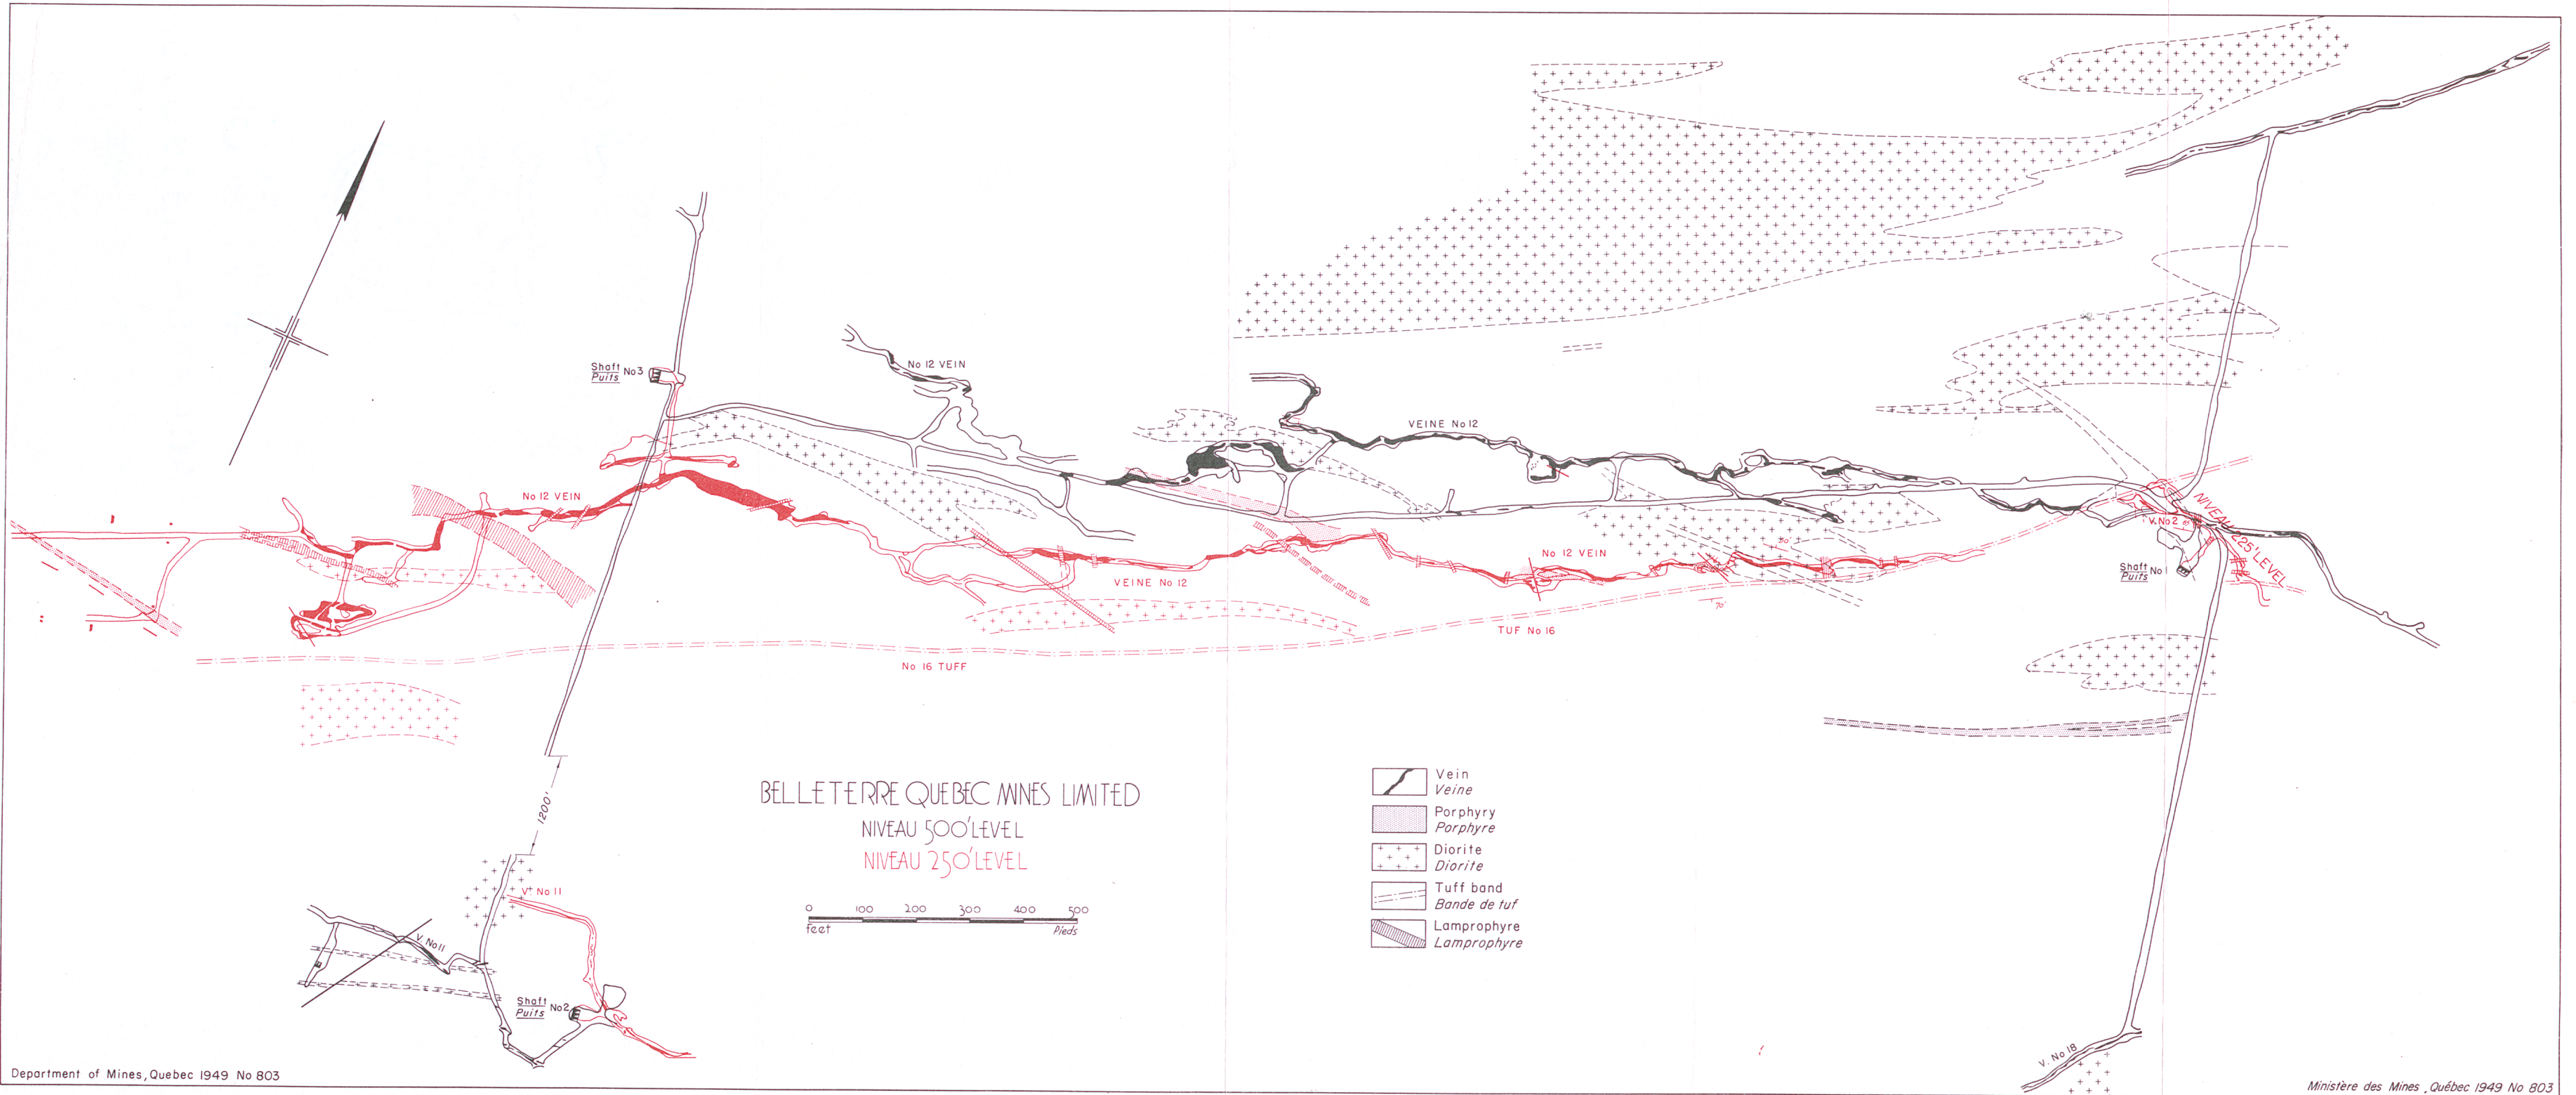 Shaft No 3
Puits
No 12 VEIN
VEINE No 12
No 12 VEIN
No 12 VEIN
VEINE No 12
50°
V. No 2
NIVEAU 225' LEVEL
Shaft No 1
Puits
70°
TUF No 16
No 16 TUFF
1200'
BELLETERRE QUEBEC MINES LIMITED
NIVEAU 500' LEVEL
NIVEAU 250' LEVEL
0 100 200 300 400 500
feet Pieds
Vein
Veine
Porphyry
Porphyre
Diorite
Diorite
Tuff band
Bande de tuf
Lamprophyre
Lamprophyre
V. No 11
V. No 11
Shaft No 2
Puits
V. No 18
Department of Mines, Quebec 1949 No 803
Ministère des Mines, Québec 1949 No 803